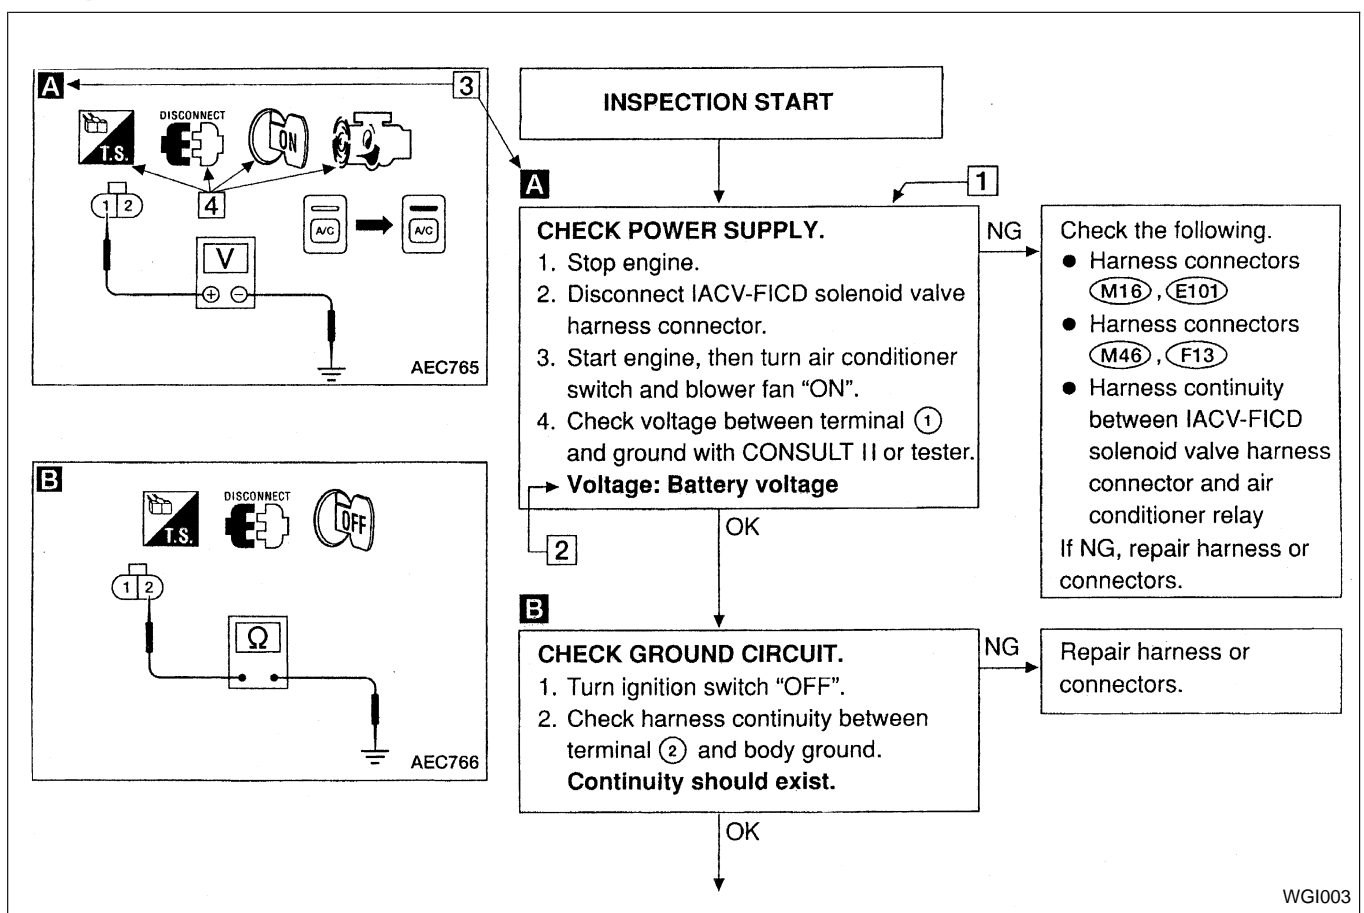 A
3
DISCONNECT
T.S.
ON
4
1 2
A/C
A/C
V
+ −
AEC765
B
DISCONNECT
T.S.
OFF
1 2
Ω
AEC766
INSPECTION START
A
1
CHECK POWER SUPPLY.
1. Stop engine.
2. Disconnect IACV-FICD solenoid valve
harness connector.
3. Start engine, then turn air conditioner
switch and blower fan “ON”.
4. Check voltage between terminal ①
and ground with CONSULT II or tester.
Voltage: Battery voltage
2
NG
Check the following.
● Harness connectors
M16, E101
● Harness connectors
M46, F13
● Harness continuity
between IACV-FICD
solenoid valve harness
connector and air
conditioner relay
If NG, repair harness or
connectors.
OK
B
CHECK GROUND CIRCUIT.
1. Turn ignition switch “OFF”.
2. Check harness continuity between
terminal ② and body ground.
Continuity should exist.
NG
Repair harness or
connectors.
OK
WGI003